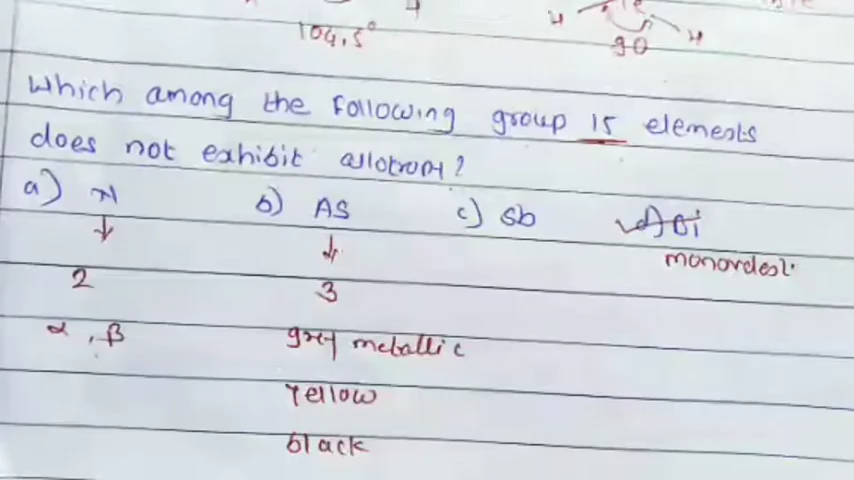 104.5°
H
90
H
Which among the following group 15 elements
does not exhibit allotropy?
a) N b) AS c) Sb d) Bi
2 3
α , β grey metallic
Yellow
black